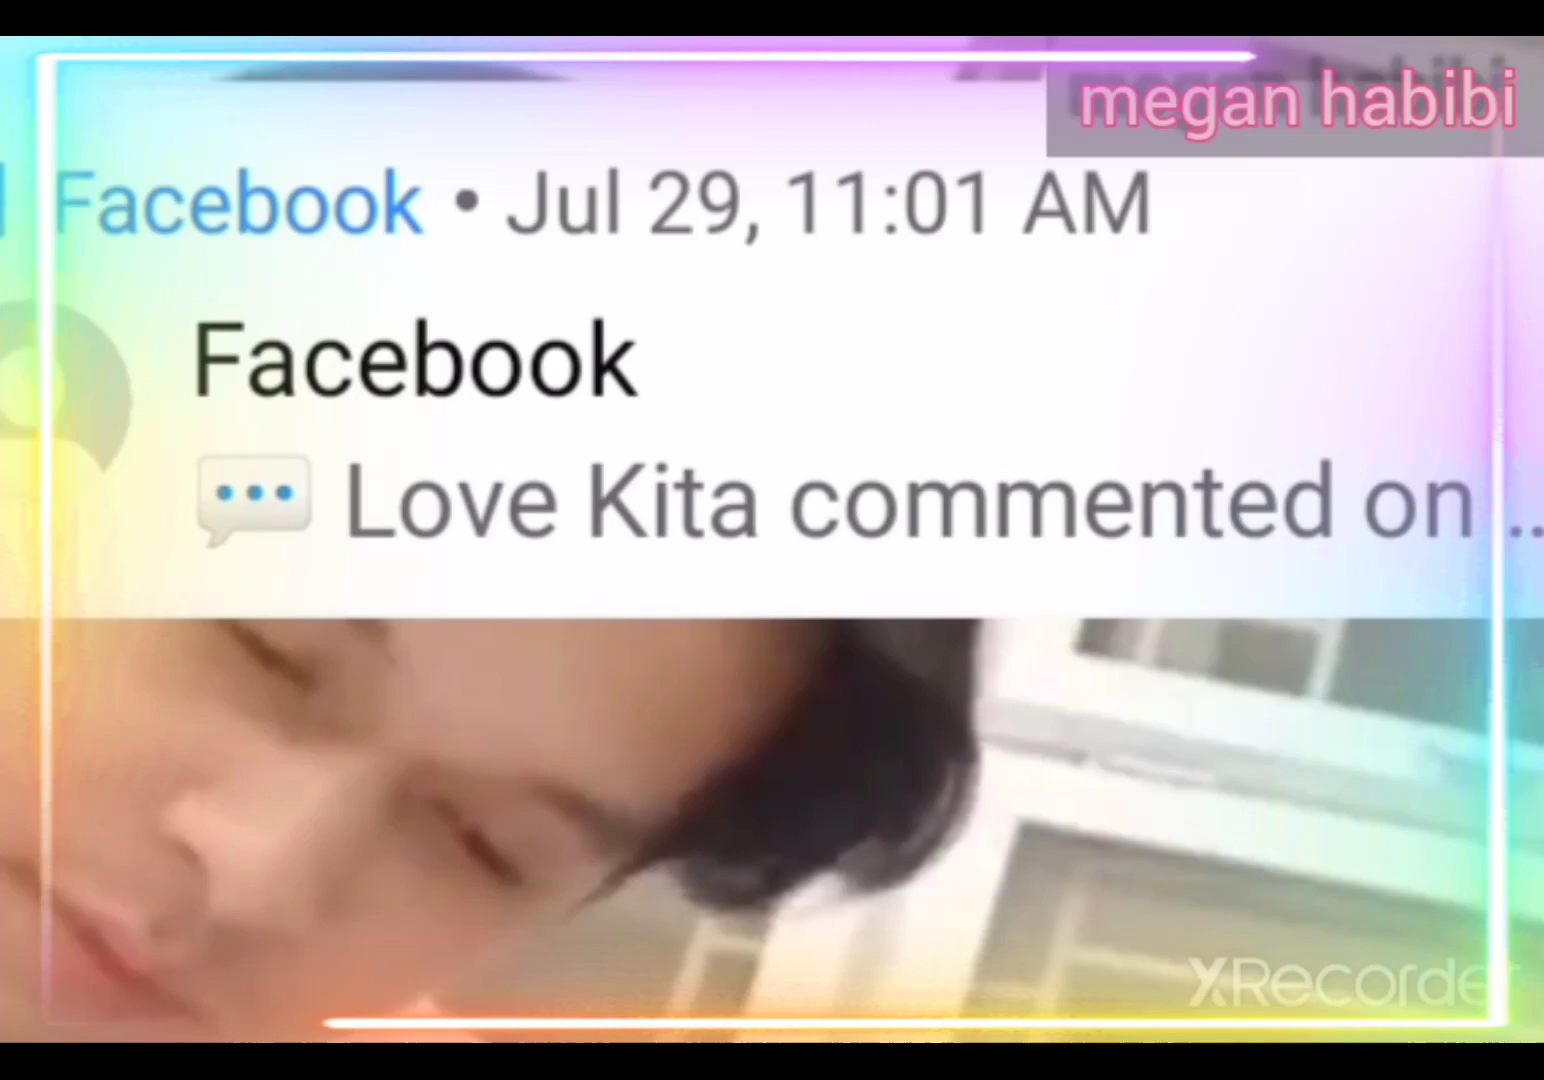 megan habibi
Facebook • Jul 29, 11:01 AM
Facebook
💬 Love Kita commented on ...
XRecorder